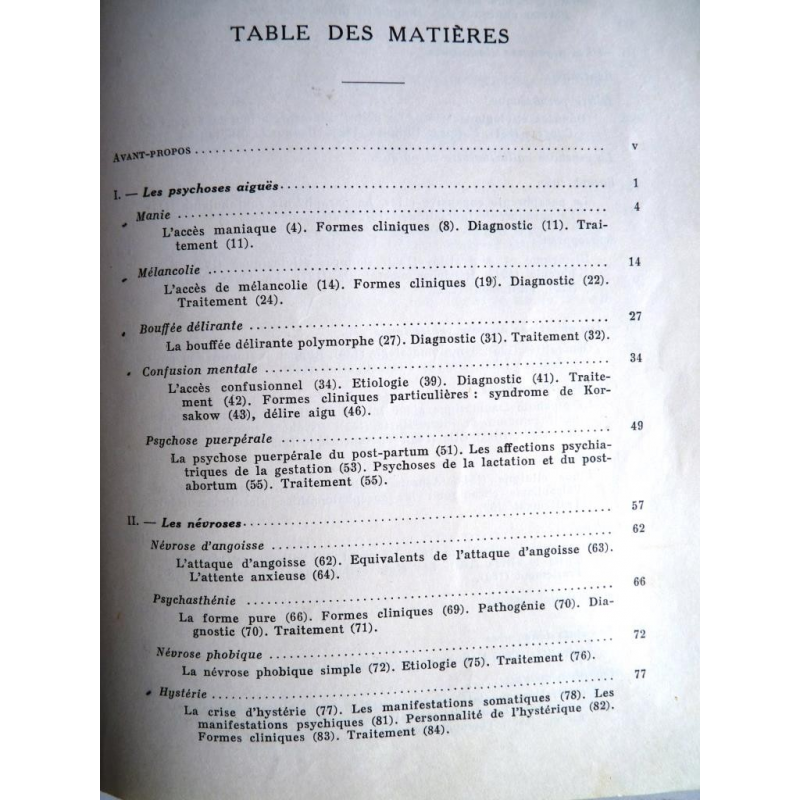 TABLE DES MATIÈRES
AVANT-PROPOS ........ v
I. — Les psychoses aiguës ........ 1
Manie ........ 4
L'accès maniaque (4). Formes cliniques (8). Diagnostic (11). Trai-
tement (11).
Mélancolie ........ 14
L'accès de mélancolie (14). Formes cliniques (19). Diagnostic (22).
Traitement (24).
Bouffée délirante ........ 27
La bouffée délirante polymorphe (27). Diagnostic (31). Traitement (32).
Confusion mentale ........ 34
L'accès confusionnel (34). Etiologie (39). Diagnostic (41). Traite-
ment (42). Formes cliniques particulières : syndrome de Kor-
sakow (43), délire aigu (46).
Psychose puerpérale ........ 49
La psychose puerpérale du post-partum (51). Les affections psychia-
triques de la gestation (53). Psychoses de la lactation et du post-
abortum (55). Traitement (55).
II. — Les névroses ........ 57
Névrose d'angoisse ........ 62
L'attaque d'angoisse (62). Equivalents de l'attaque d'angoisse (63).
L'attente anxieuse (64).
Psychasthénie ........ 66
La forme pure (66). Formes cliniques (69). Pathogénie (70). Dia-
gnostic (70). Traitement (71).
Névrose phobique ........ 72
La névrose phobique simple (72). Etiologie (75). Traitement (76).
Hystérie ........ 77
La crise d'hystérie (77). Les manifestations somatiques (78). Les
manifestations psychiques (81). Personnalité de l'hystérique (82).
Formes cliniques (83). Traitement (84).